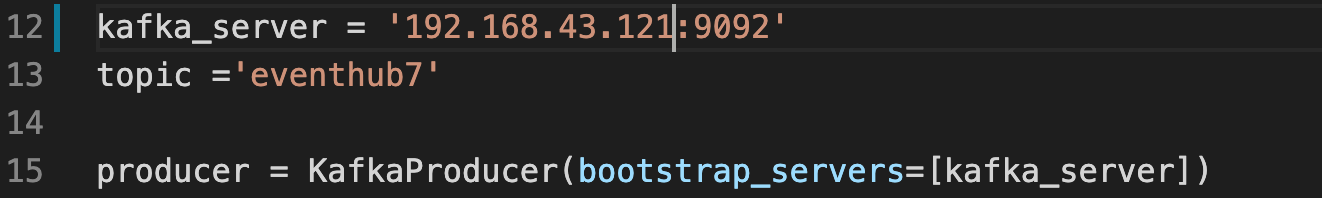 12 kafka_server = '192.168.43.121:9092'
13 topic ='eventhub7'
14
15 producer = KafkaProducer(bootstrap_servers=[kafka_server])